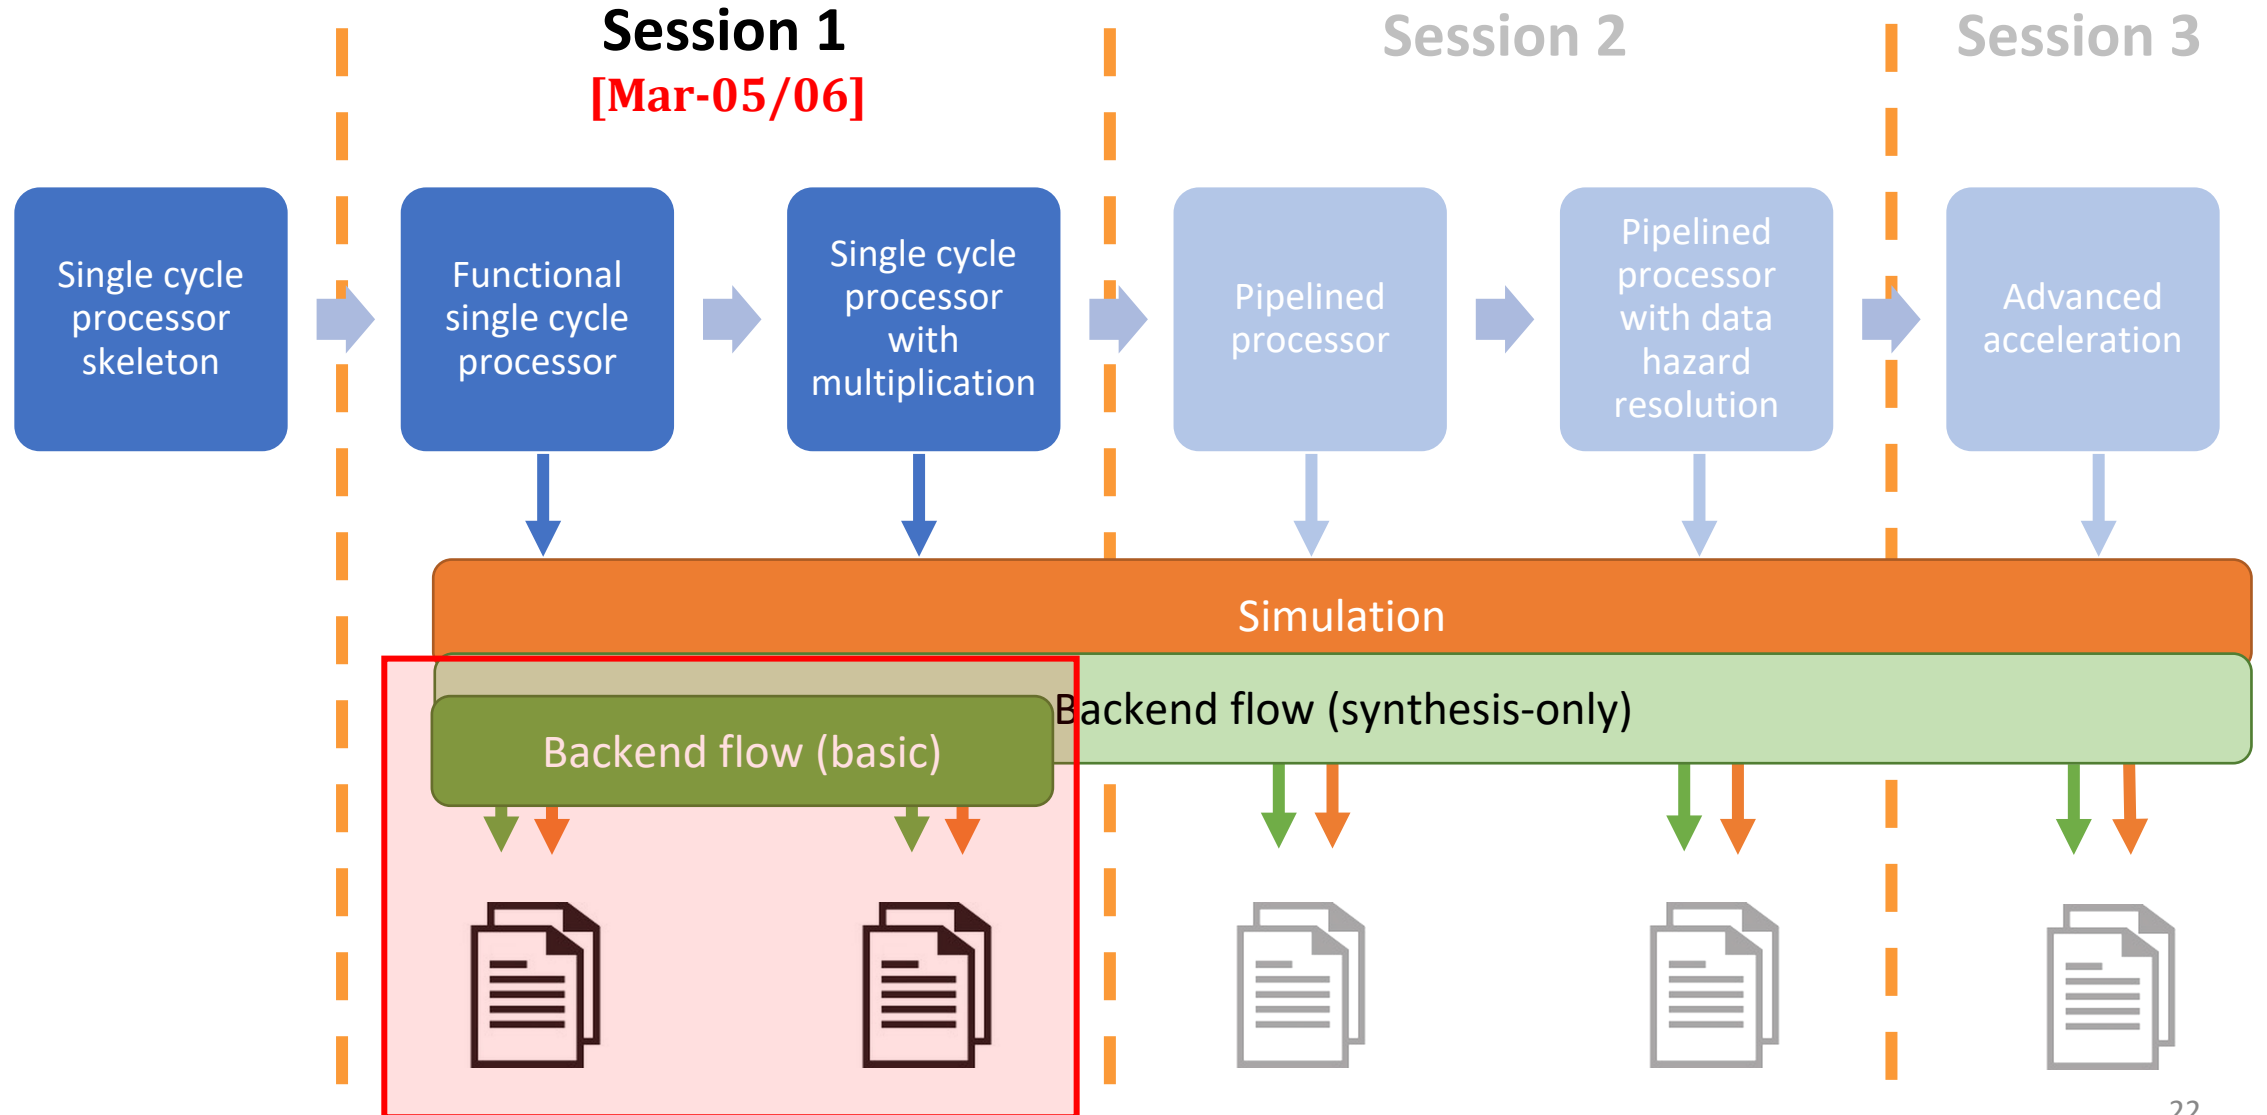 Session 1
[Mar-05/06]
Session 2
Session 3
Single cycle
processor
skeleton
Functional
single cycle
processor
Single cycle
processor
with
multiplication
Pipelined
processor
Pipelined
processor
with data
hazard
resolution
Advanced
acceleration
Simulation
Backend flow (synthesis-only)
Backend flow (basic)
22